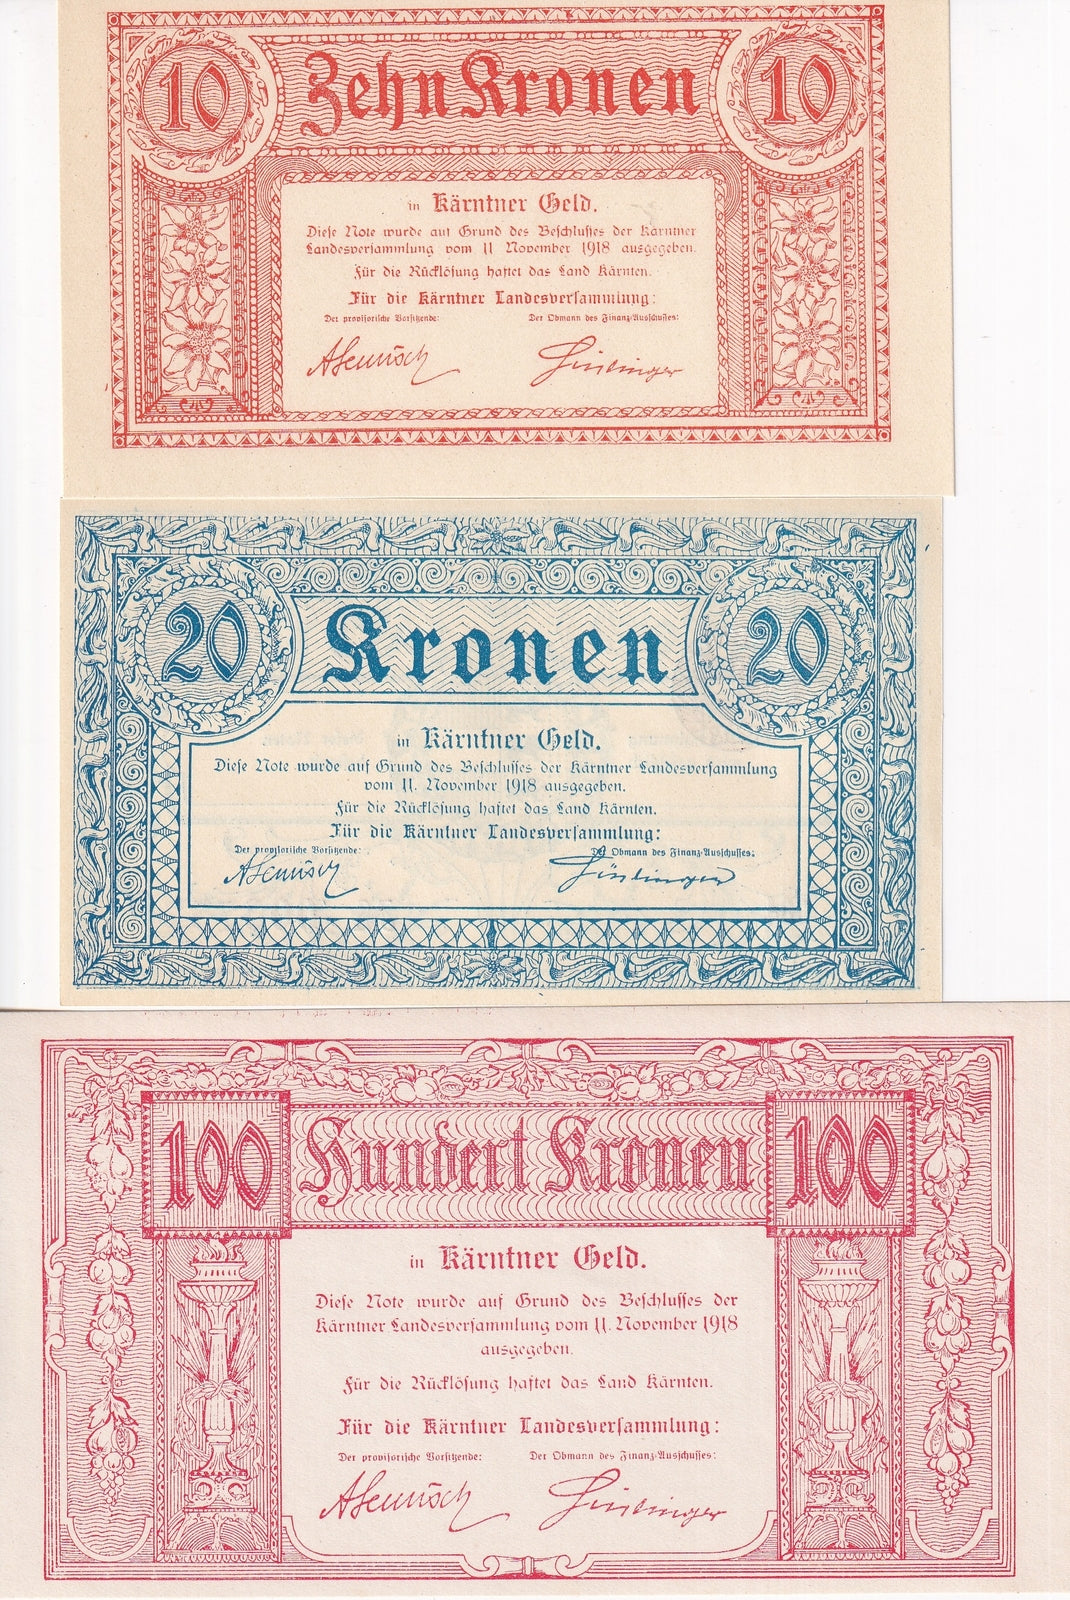 10 Zehn Kronen 10
in Kärntner Geld.
Diese Note wurde auf Grund des Beschlusses der Kärntner
Landesversammlung vom 11 November 1918 ausgegeben.
Für die Rücklösung haftet das Land Kärnten.
Für die Kärntner Landesversammlung:
Der provisorische Vorsitzende: Der Obmann des Finanz-Ausschusses:
20 Kronen 20
in Kärntner Geld.
Diese Note wurde auf Grund des Beschlusses der Kärntner Landesversammlung
vom 11. November 1918 ausgegeben.
Für die Rücklösung haftet das Land Kärnten.
Für die Kärntner Landesversammlung:
Der provisorische Vorsitzende: Der Obmann des Finanz-Ausschusses:
100 Hundert Kronen 100
in Kärntner Geld.
Diese Note wurde auf Grund des Beschlusses der
Kärntner Landesversammlung vom 11. November 1918
ausgegeben.
Für die Rücklösung haftet das Land Kärnten.
Für die Kärntner Landesversammlung:
Der provisorische Vorsitzende: Der Obmann des Finanz-Ausschusses: